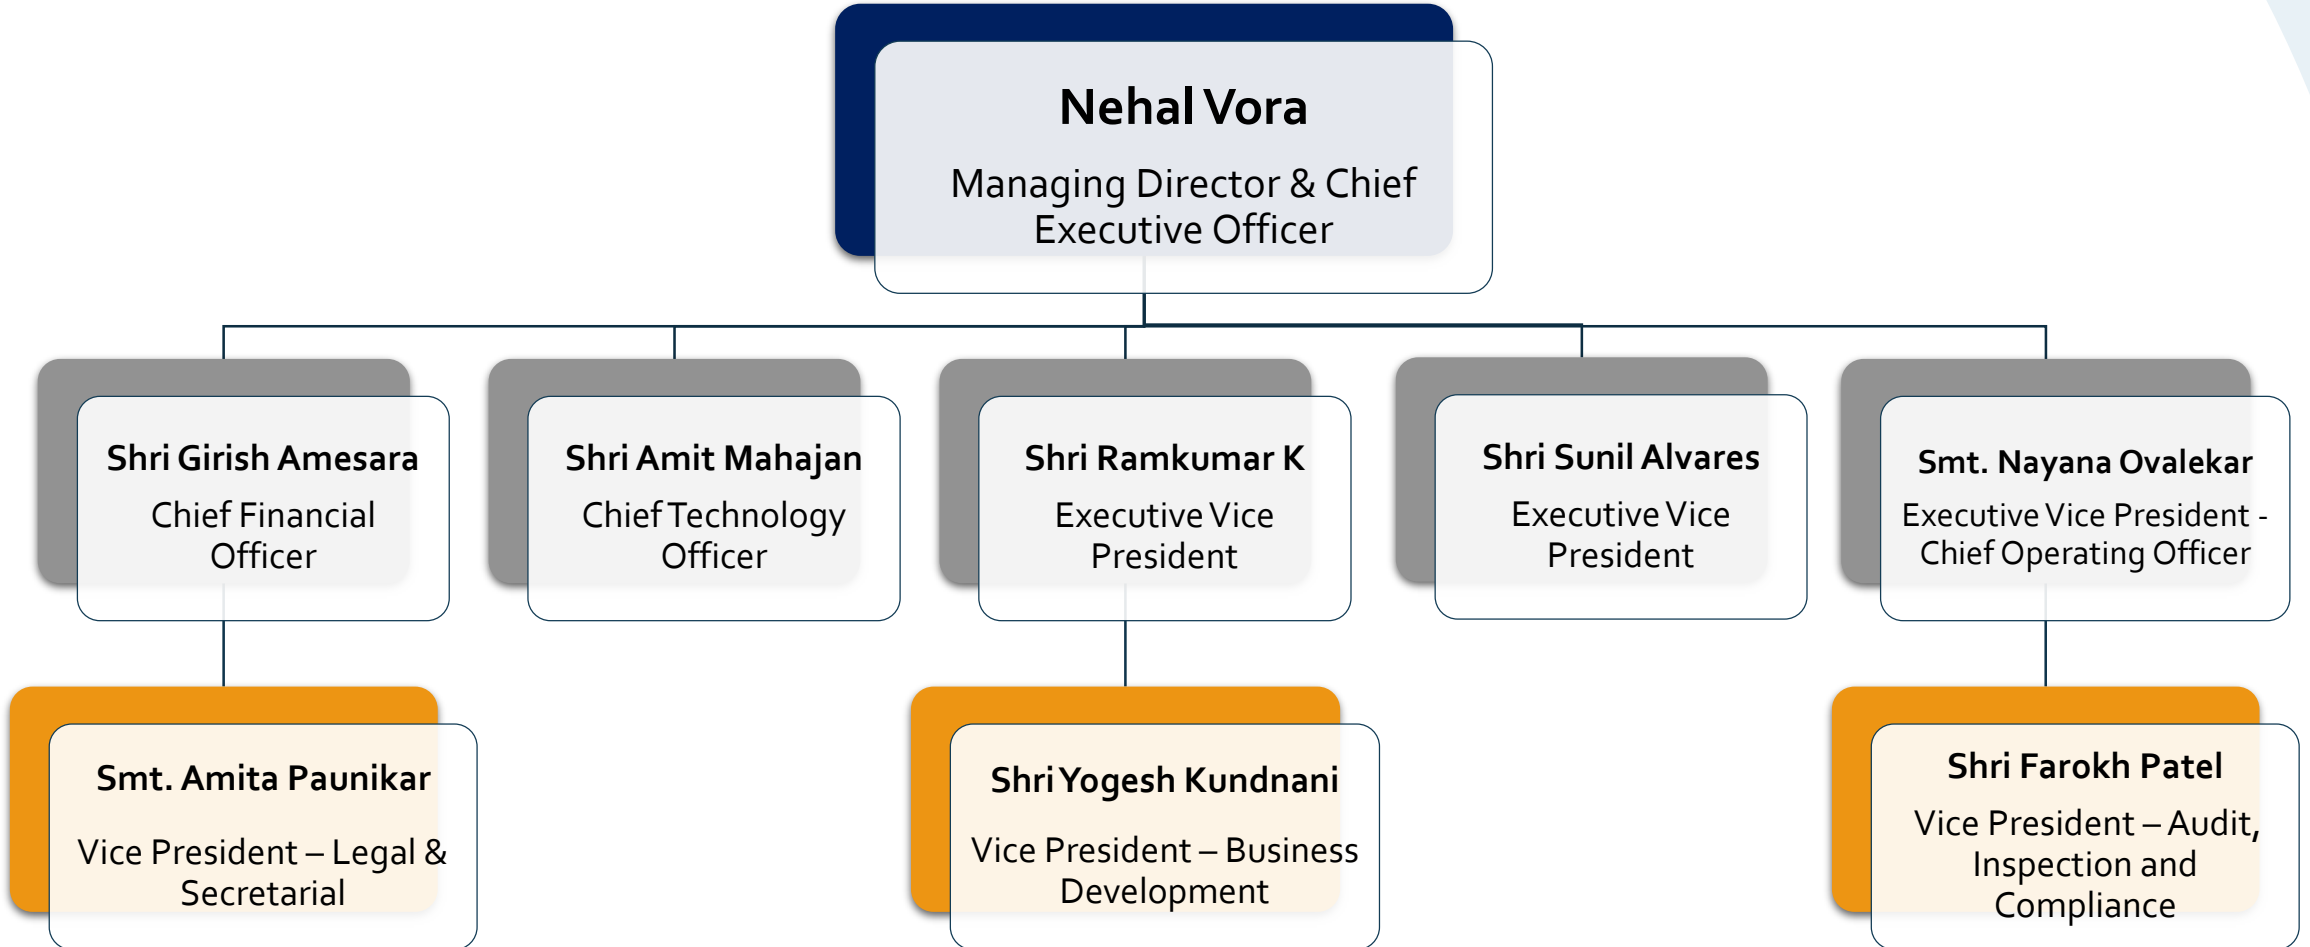 Nehal Vora
Managing Director & Chief
Executive Officer
Shri Girish Amesara
Chief Financial
Officer
Shri Amit Mahajan
Chief Technology
Officer
Shri Ramkumar K
Executive Vice
President
Shri Sunil Alvares
Executive Vice
President
Smt. Nayana Ovalekar
Executive Vice President -
Chief Operating Officer
Smt. Amita Paunikar
Vice President – Legal &
Secretarial
Shri Yogesh Kundnani
Vice President – Business
Development
Shri Farokh Patel
Vice President – Audit,
Inspection and
Compliance